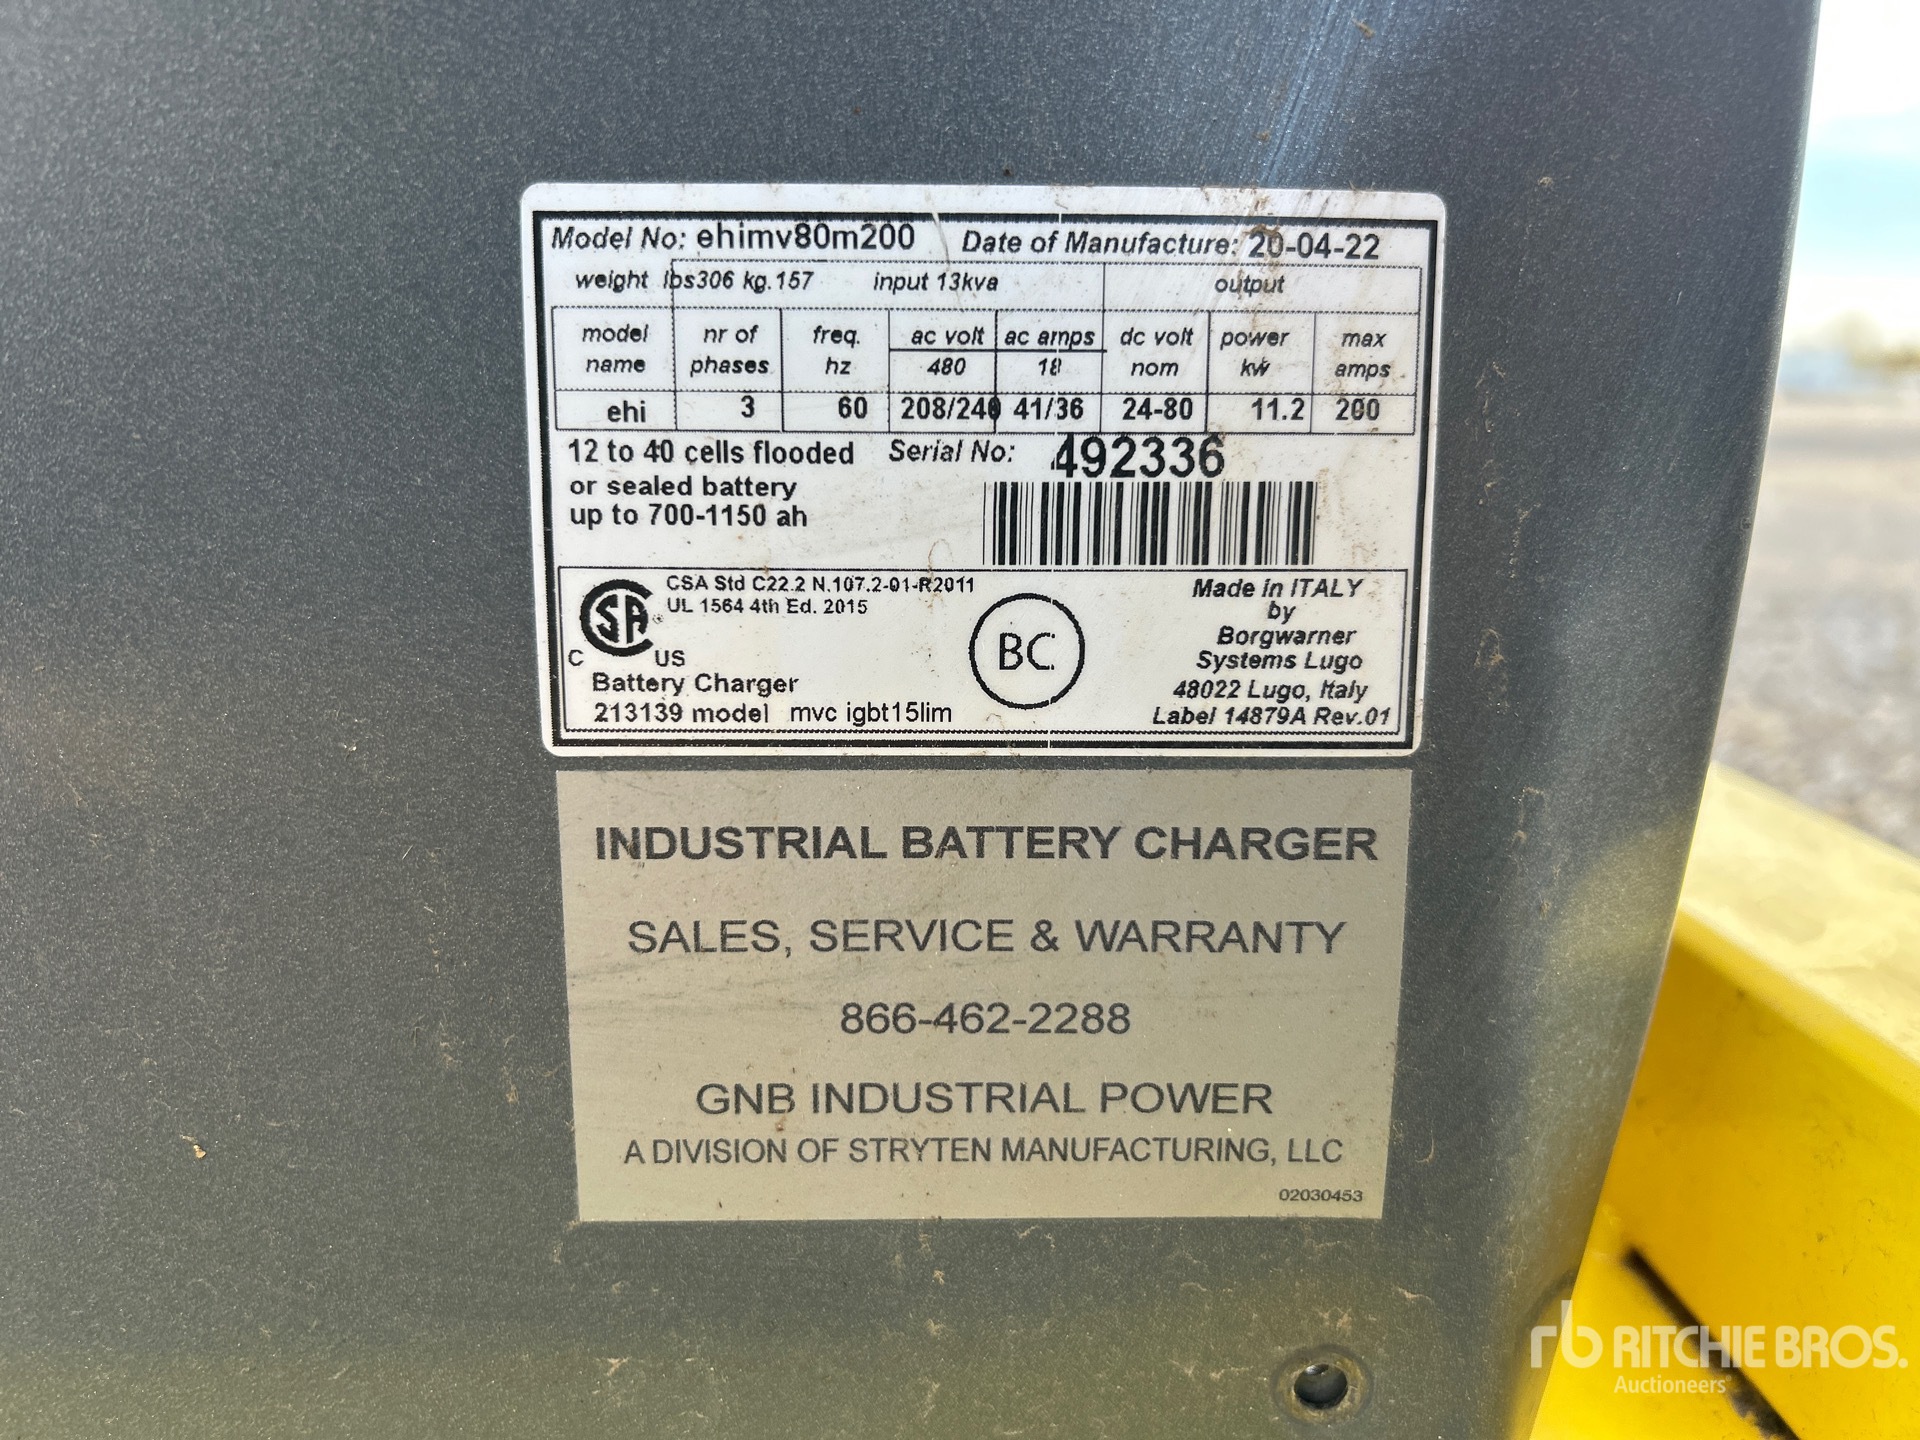 Model No: ehimv80m200 Date of Manufacture: 20-04-22
weight lbs306 kg.157 input 13kva output
model name nr of phases freq. hz ac volt 480 ac amps 18 dc volt nom power kw max amps
ehi 3 60 208/240 41/36 24-80 11.2 200
12 to 40 cells flooded Serial No: 492336
or sealed battery
up to 700-1150 ah
CSA Std C22.2 N.107.2-01-R2011
UL 1564 4th Ed. 2015
SA ®
C US
Battery Charger
213139 model mvc igbt15lim
BC
Made in ITALY
by
Borgwarner
Systems Lugo
48022 Lugo, Italy
Label 14879A Rev.01
INDUSTRIAL BATTERY CHARGER
SALES, SERVICE & WARRANTY
866-462-2288
GNB INDUSTRIAL POWER
A DIVISION OF STRYTEN MANUFACTURING, LLC
02030453
rb RITCHIE BROS.
Auctioneers